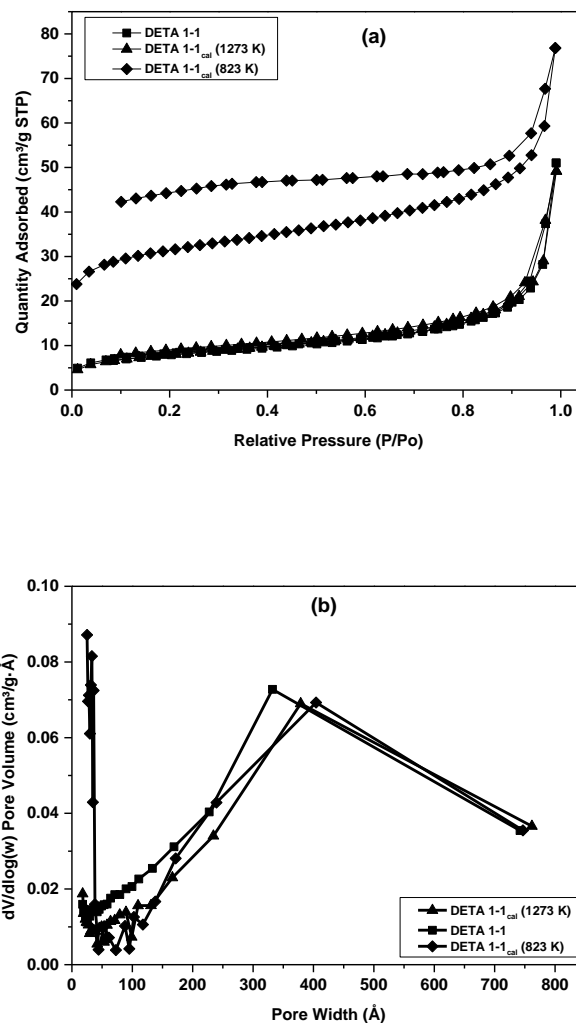 DETA 1-1
DETA 1-1cal (1273 K)
DETA 1-1cal (823 K)
(a)
80
70
60
50
40
30
20
10
0
Quantity Adsorbed (cm³/g STP)
0.0 0.2 0.4 0.6 0.8 1.0
Relative Pressure (P/Po)
(b)
0.10
0.08
0.06
0.04
0.02
0.00
dV/dlog(w) Pore Volume (cm³/g·Å)
DETA 1-1cal (1273 K)
DETA 1-1
DETA 1-1cal (823 K)
0 100 200 300 400 500 600 700 800
Pore Width (Å)